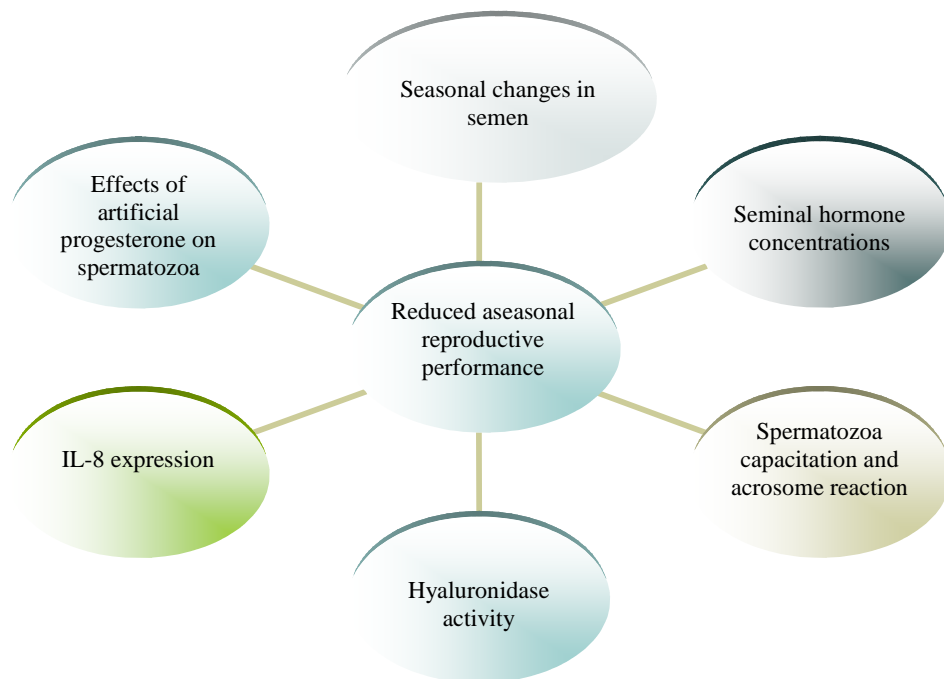 Seasonal changes in
semen
Effects of
artificial
progesterone on
spermatozoa
Seminal hormone
concentrations
Reduced aseasonal
reproductive
performance
IL-8 expression
Spermatozoa
capacitation and
acrosome reaction
Hyaluronidase
activity